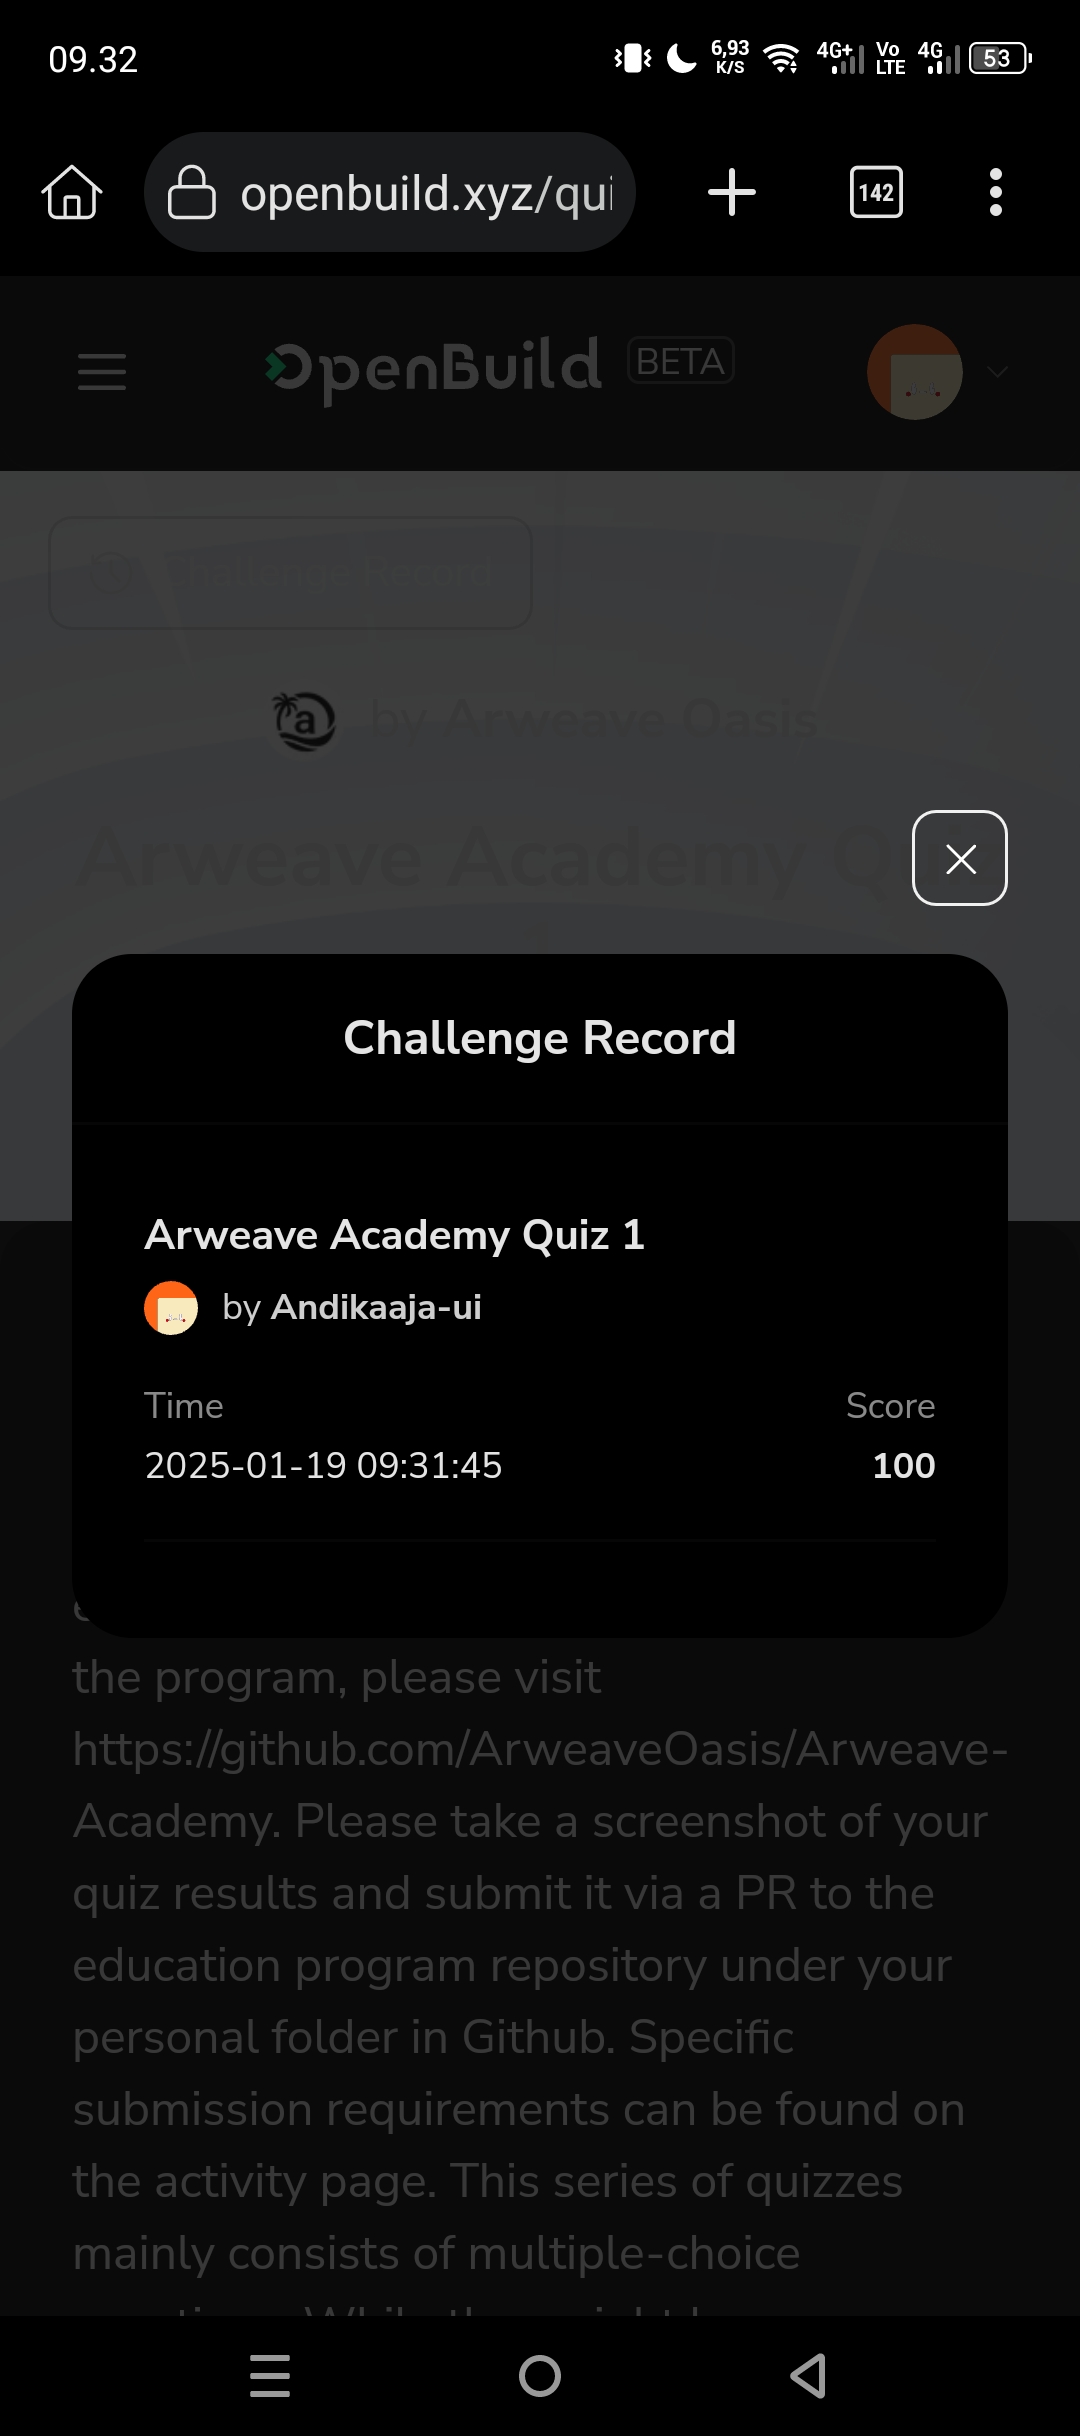 09.32
6,93
K/S
4G+
Vo
LTE
4G
53
openbuild.xyz/qui
142
OpenBuild BETA
Challenge Record
a by Arweave Oasis
Arweave Academy
Challenge Record
Arweave Academy Quiz 1
by Andikaaja-ui
Time Score
2025-01-19 09:31:45 100
the program, please visit
https://github.com/ArweaveOasis/Arweave-
Academy. Please take a screenshot of your
quiz results and submit it via a PR to the
education program repository under your
personal folder in Github. Specific
submission requirements can be found on
the activity page. This series of quizzes
mainly consists of multiple-choice